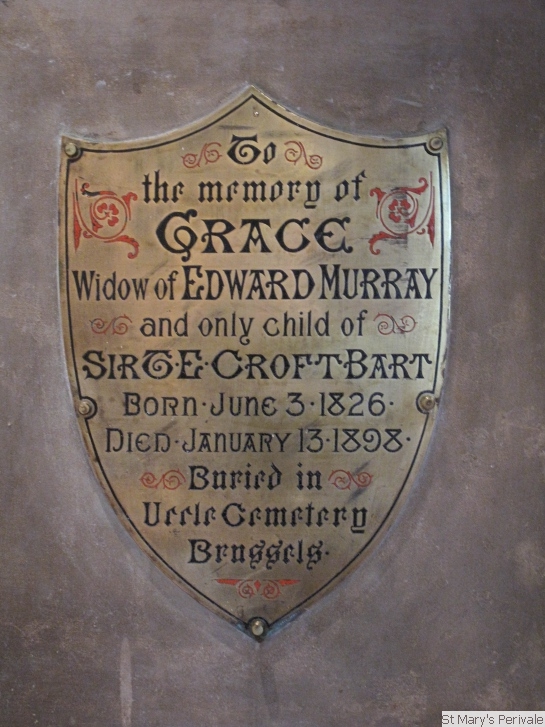 To
the memory of
GRACE
Widow of EDWARD MURRAY
and only child of
SIR T·E·CROFT·BART
BORN·JUNE 3·1826·
DIED·JANUARY 13·1898·
Buried in
Uccle Cemetery
Brussels·
St Mary's Perivale